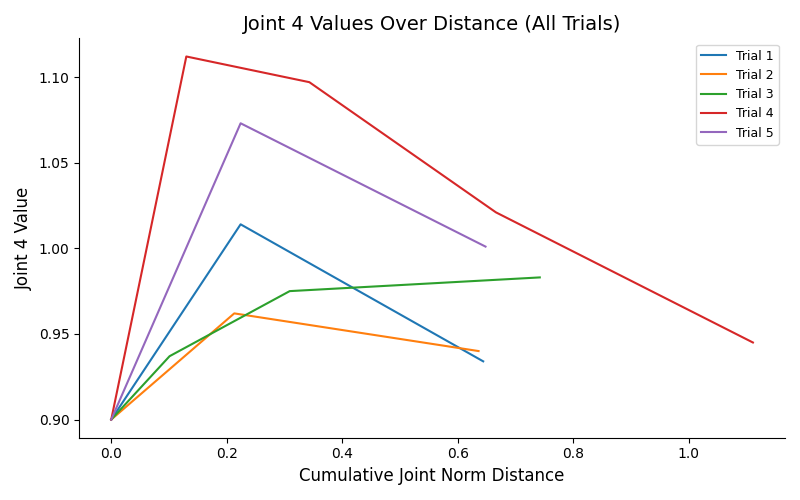 Joint 4 Values Over Distance (All Trials)
Trial 1
Trial 2
Trial 3
Trial 4
Trial 5
1.10
1.05
1.00
0.95
0.90
Joint 4 Value
0.0 0.2 0.4 0.6 0.8 1.0
Cumulative Joint Norm Distance